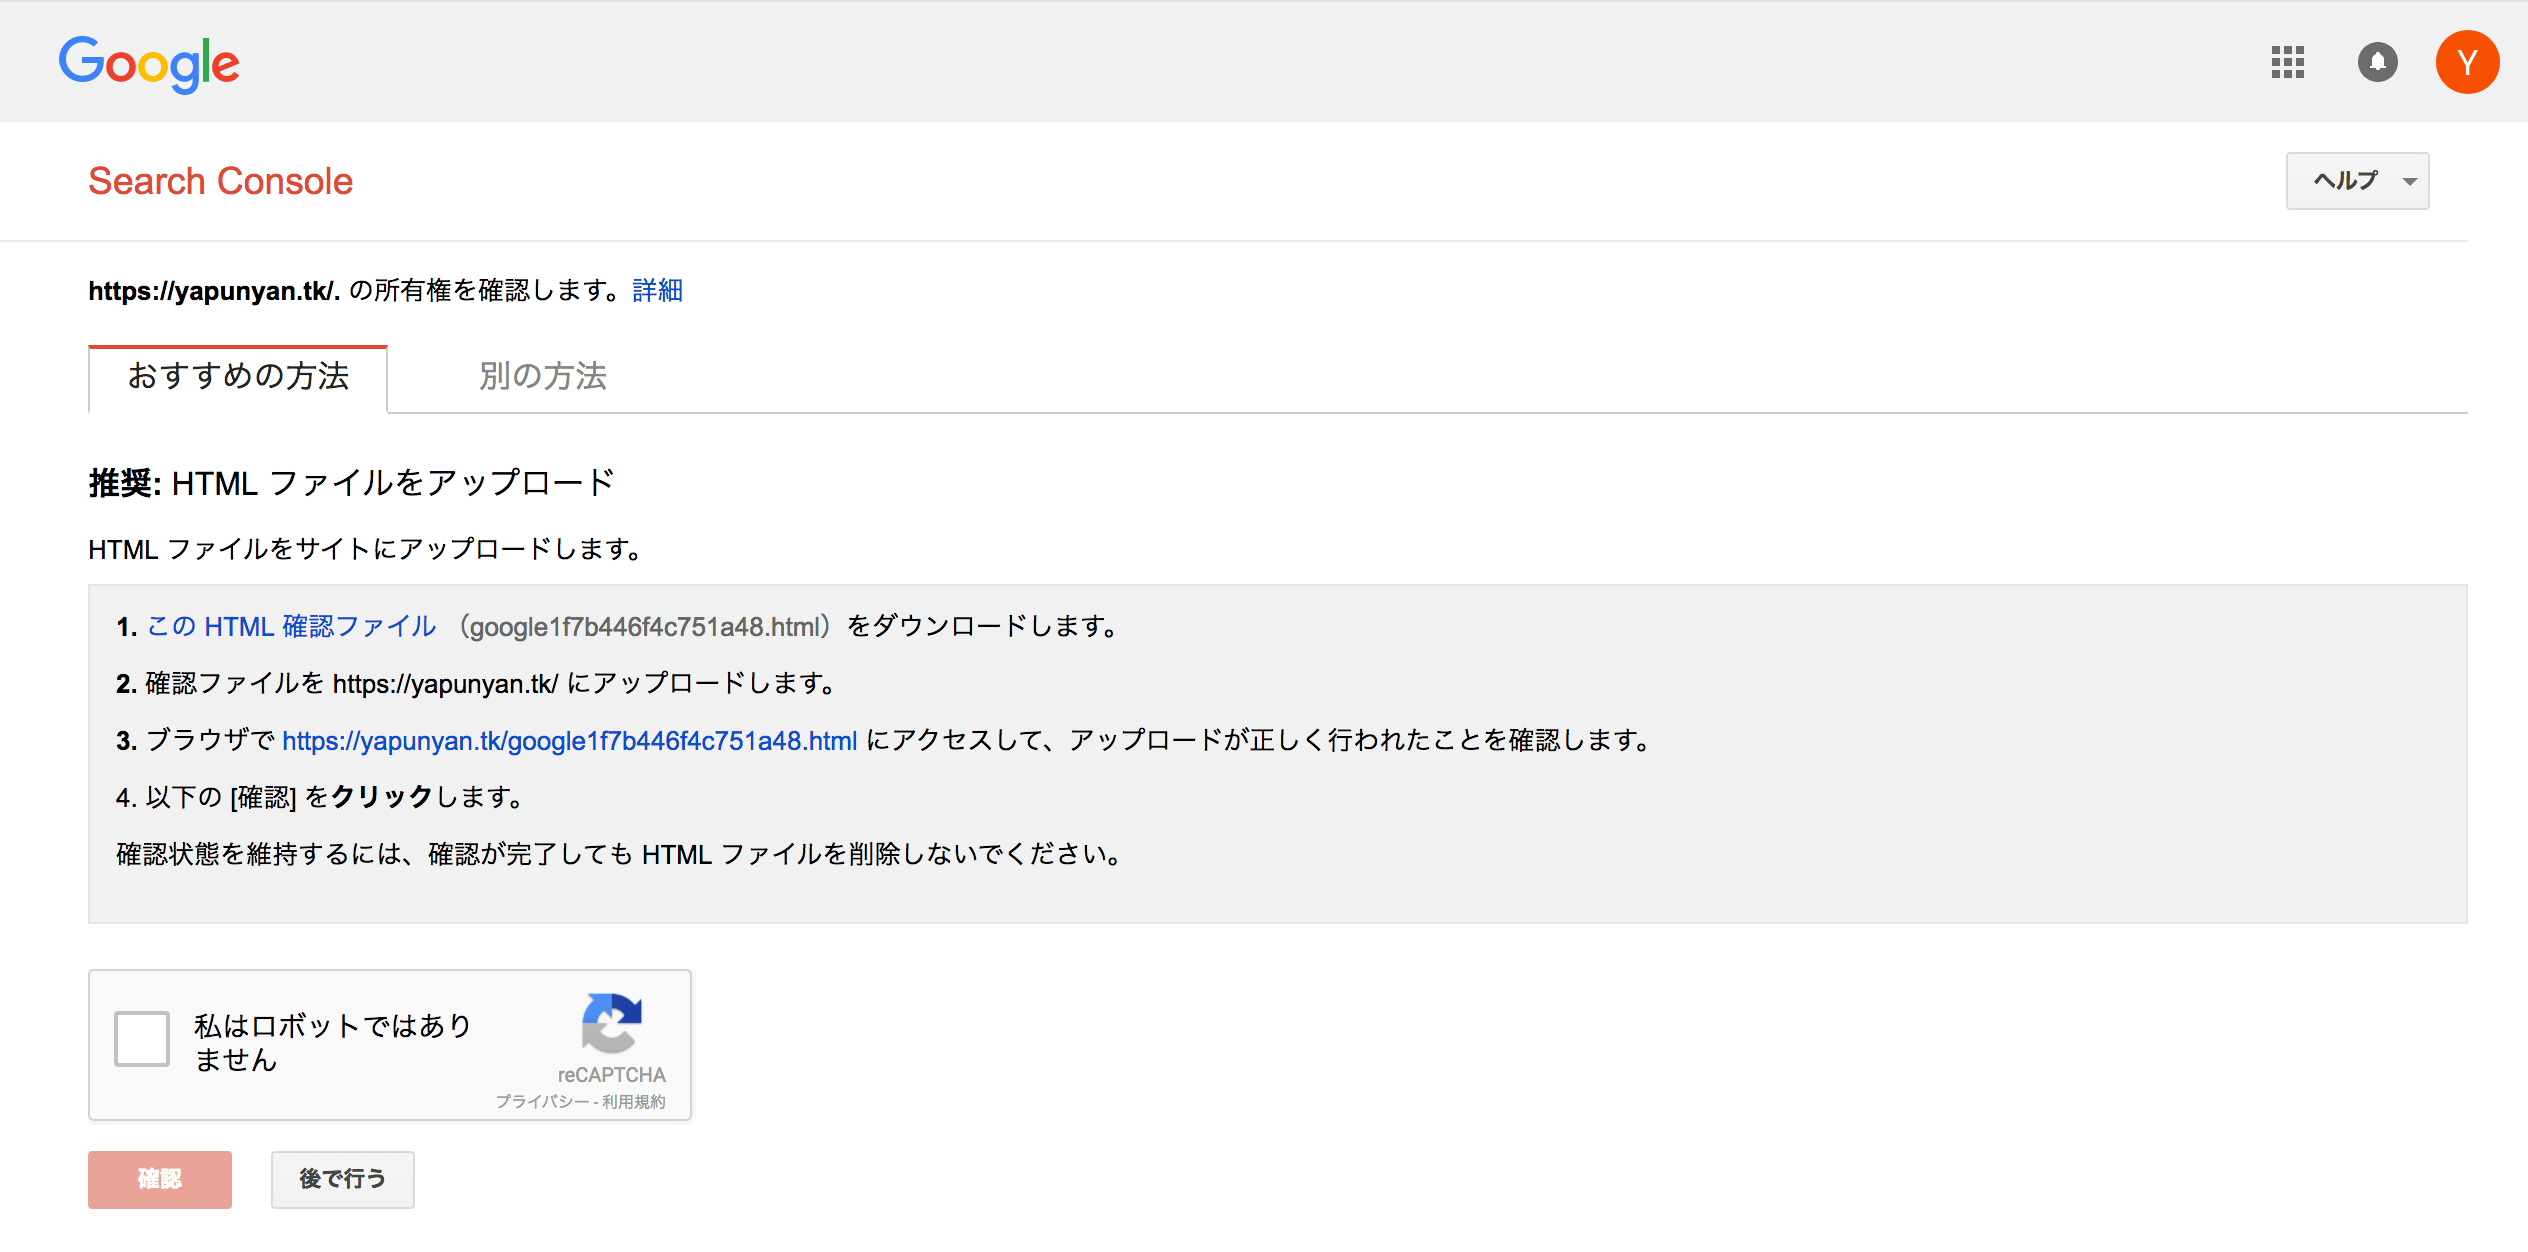 Google
Y
Search Console
ヘルプ
https://yapunyan.tk/. の所有権を確認します。詳細
おすすめの方法
別の方法
推奨: HTML ファイルをアップロード
HTML ファイルをサイトにアップロードします。
1. この HTML 確認ファイル （google1f7b446f4c751a48.html）をダウンロードします。
2. 確認ファイルを https://yapunyan.tk/ にアップロードします。
3. ブラウザで https://yapunyan.tk/google1f7b446f4c751a48.html にアクセスして、アップロードが正しく行われたことを確認します。
4. 以下の [確認] をクリックします。
確認状態を維持するには、確認が完了しても HTML ファイルを削除しないでください。
私はロボットではあり
ません
reCAPTCHA
プライバシー - 利用規約
確認
後で行う